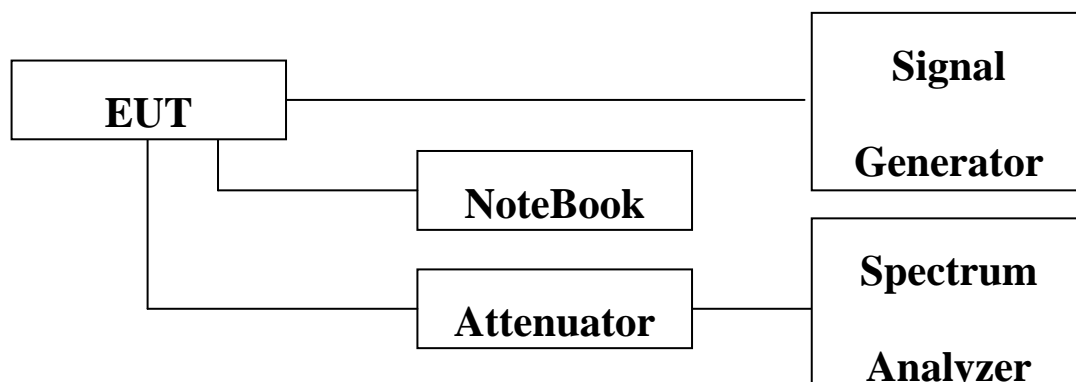 EUT
Signal
Generator
NoteBook
Attenuator
Spectrum
Analyzer